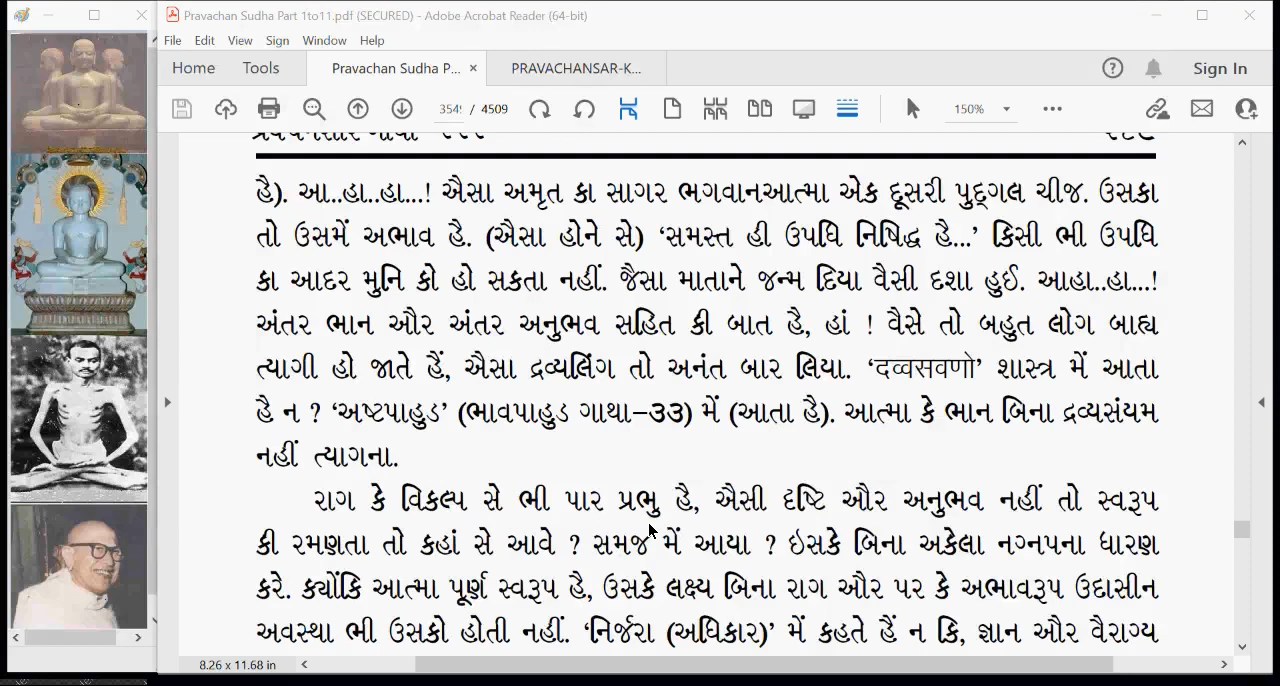 Pravachan Sudha Part 1to11.pdf (SECURED) - Adobe Acrobat Reader (64-bit)
File Edit View Sign Window Help
Home Tools Pravachan Sudha P... × PRAVACHANSAR-K... Sign In
/ 4509 150%
હૈ). આ..હા..હા...! ઐસા અમૃત કા સાગર ભગવાનઆત્મા એક દૂસરી પુદ્ગલ ચીજ. ઉસકા
તો ઉસમેં અભાવ હૈ. (ઐસા હોને સે) ‘સમસ્ત હી ઉપધિ નિષિદ્ધ હૈ...’ કિસી ભી ઉપધિ
કા આદર મુનિ કો હો સકતા નહીં. જૈસા માતાને જન્મ દિયા વૈસી દશા હુઈ. આહા..હા...!
અંતર ભાન ઔર અંતર અનુભવ સહિત કી બાત હૈ, હાં ! વૈસે તો બહુત લોગ બાહ્ય
ત્યાગી હો જાતે હૈં, ઐસા દ્રવ્યલિંગ તો અનંત બાર લિયા. ‘दव्वसवणो’ શાસ્ત્ર મેં આતા
હૈ ન ? ‘અષ્ટપાહુડ’ (ભાવપાહુડ ગાથા-૩૩) મેં (આતા હૈ). આત્મા કે ભાન બિના દ્રવ્યસંયમ
નહીં ત્યાગના.
રાગ કે વિકલ્પ સે ભી પાર પ્રભુ હૈ, ઐસી દૃષ્ટિ ઔર અનુભવ નહીં તો સ્વરૂપ
કી રમણતા તો કહાં સે આવે ? સમજ મેં આયા ? ઇસકે બિના અકેલા નગ્નપના ધારણ
કરે. ક્યોંકિ આત્મા પૂર્ણ સ્વરૂપ હૈ, ઉસકે લક્ષ્ય બિના રાગ ઔર પર કે અભાવરૂપ ઉદાસીન
અવસ્થા ભી ઉસકો હોતી નહીં. ‘નિર્જરા (અધિકાર)’ મેં કહતે હૈં ન કિ, જ્ઞાન ઔર વૈરાગ્ય
8.26 x 11.68 in